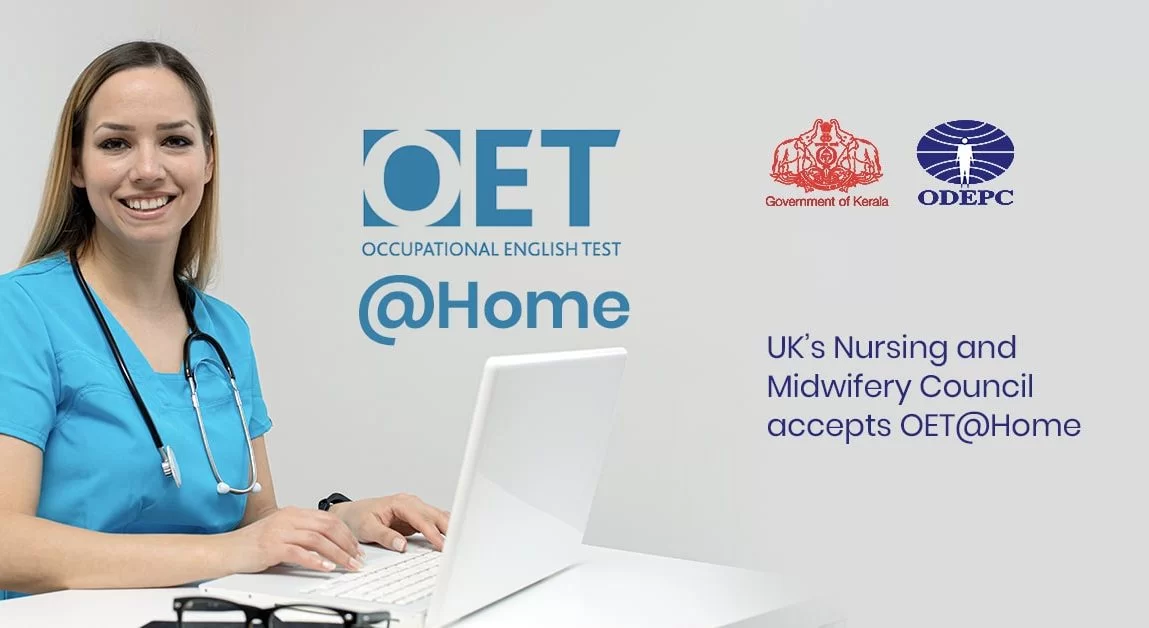 OET
OCCUPATIONAL ENGLISH TEST
@Home
Government of Kerala
ODEPC
UK's Nursing and
Midwifery Council
accepts OET@Home